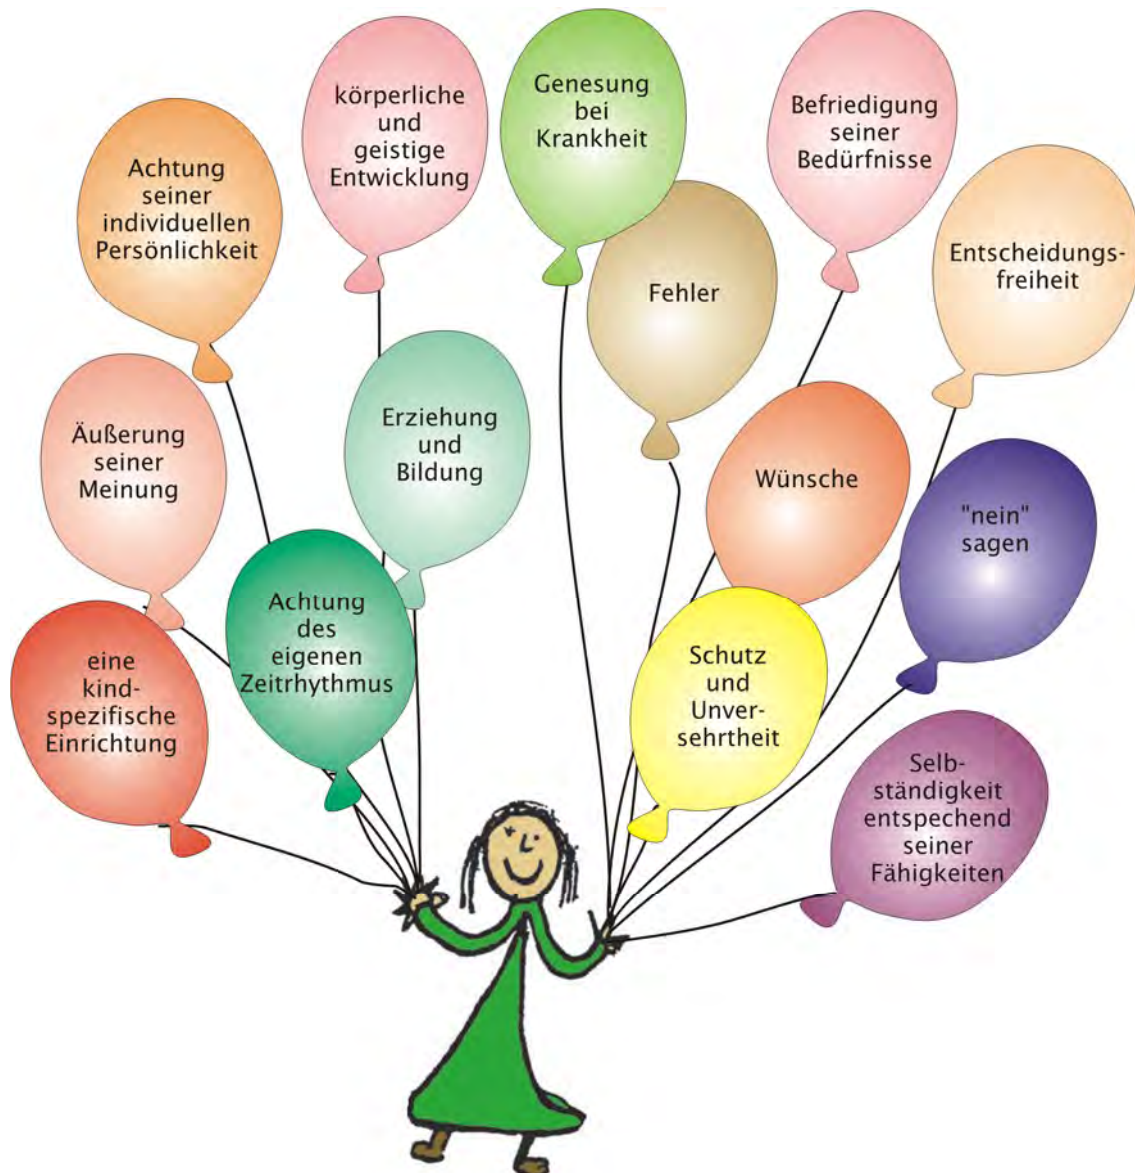 körperliche
und
geistige
Entwicklung
Genesung
bei
Krankheit
Befriedigung
seiner
Bedürfnisse
Achtung
seiner
individuellen
Persönlichkeit
Fehler
Entscheidungs-
freiheit
Äußerung
seiner
Meinung
Erziehung
und
Bildung
Wünsche
"nein"
sagen
eine
kind-
spezifische
Einrichtung
Achtung
des
eigenen
Zeitrhythmus
Schutz
und
Unver-
sehrtheit
Selb-
ständigkeit
entspechend
seiner
Fähigkeiten